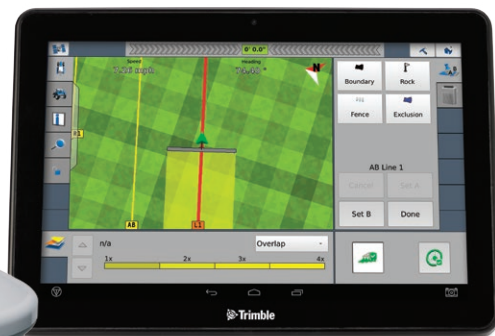 0' 0.0"
Speed
Heading
N
Boundary
Rock
Fence
Exclusion
AB Line 1
Cancel
Set A
Set B
Done
AB
L1
n/a
Overlap
1x 2x 3x 4x
Trimble